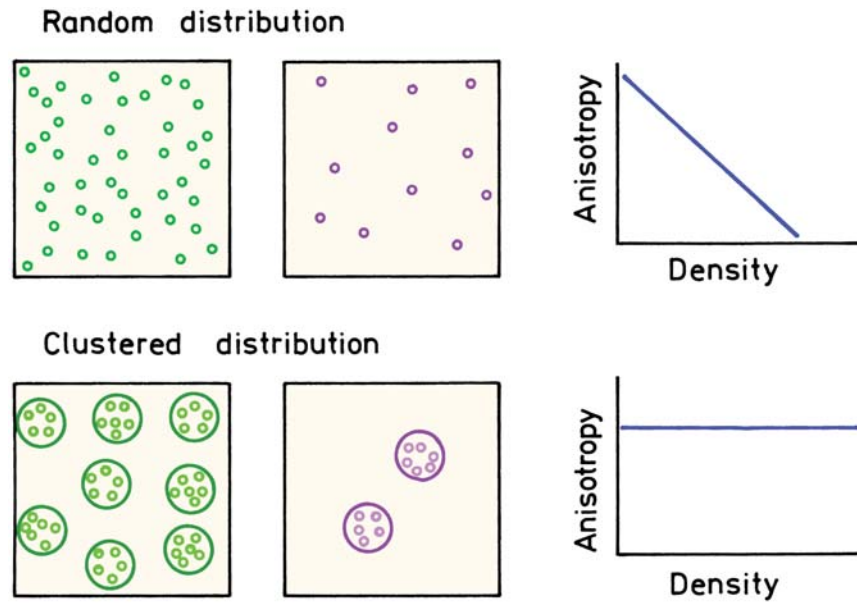 Random distribution
Anisotropy
Density
Clustered distribution
Anisotropy
Density